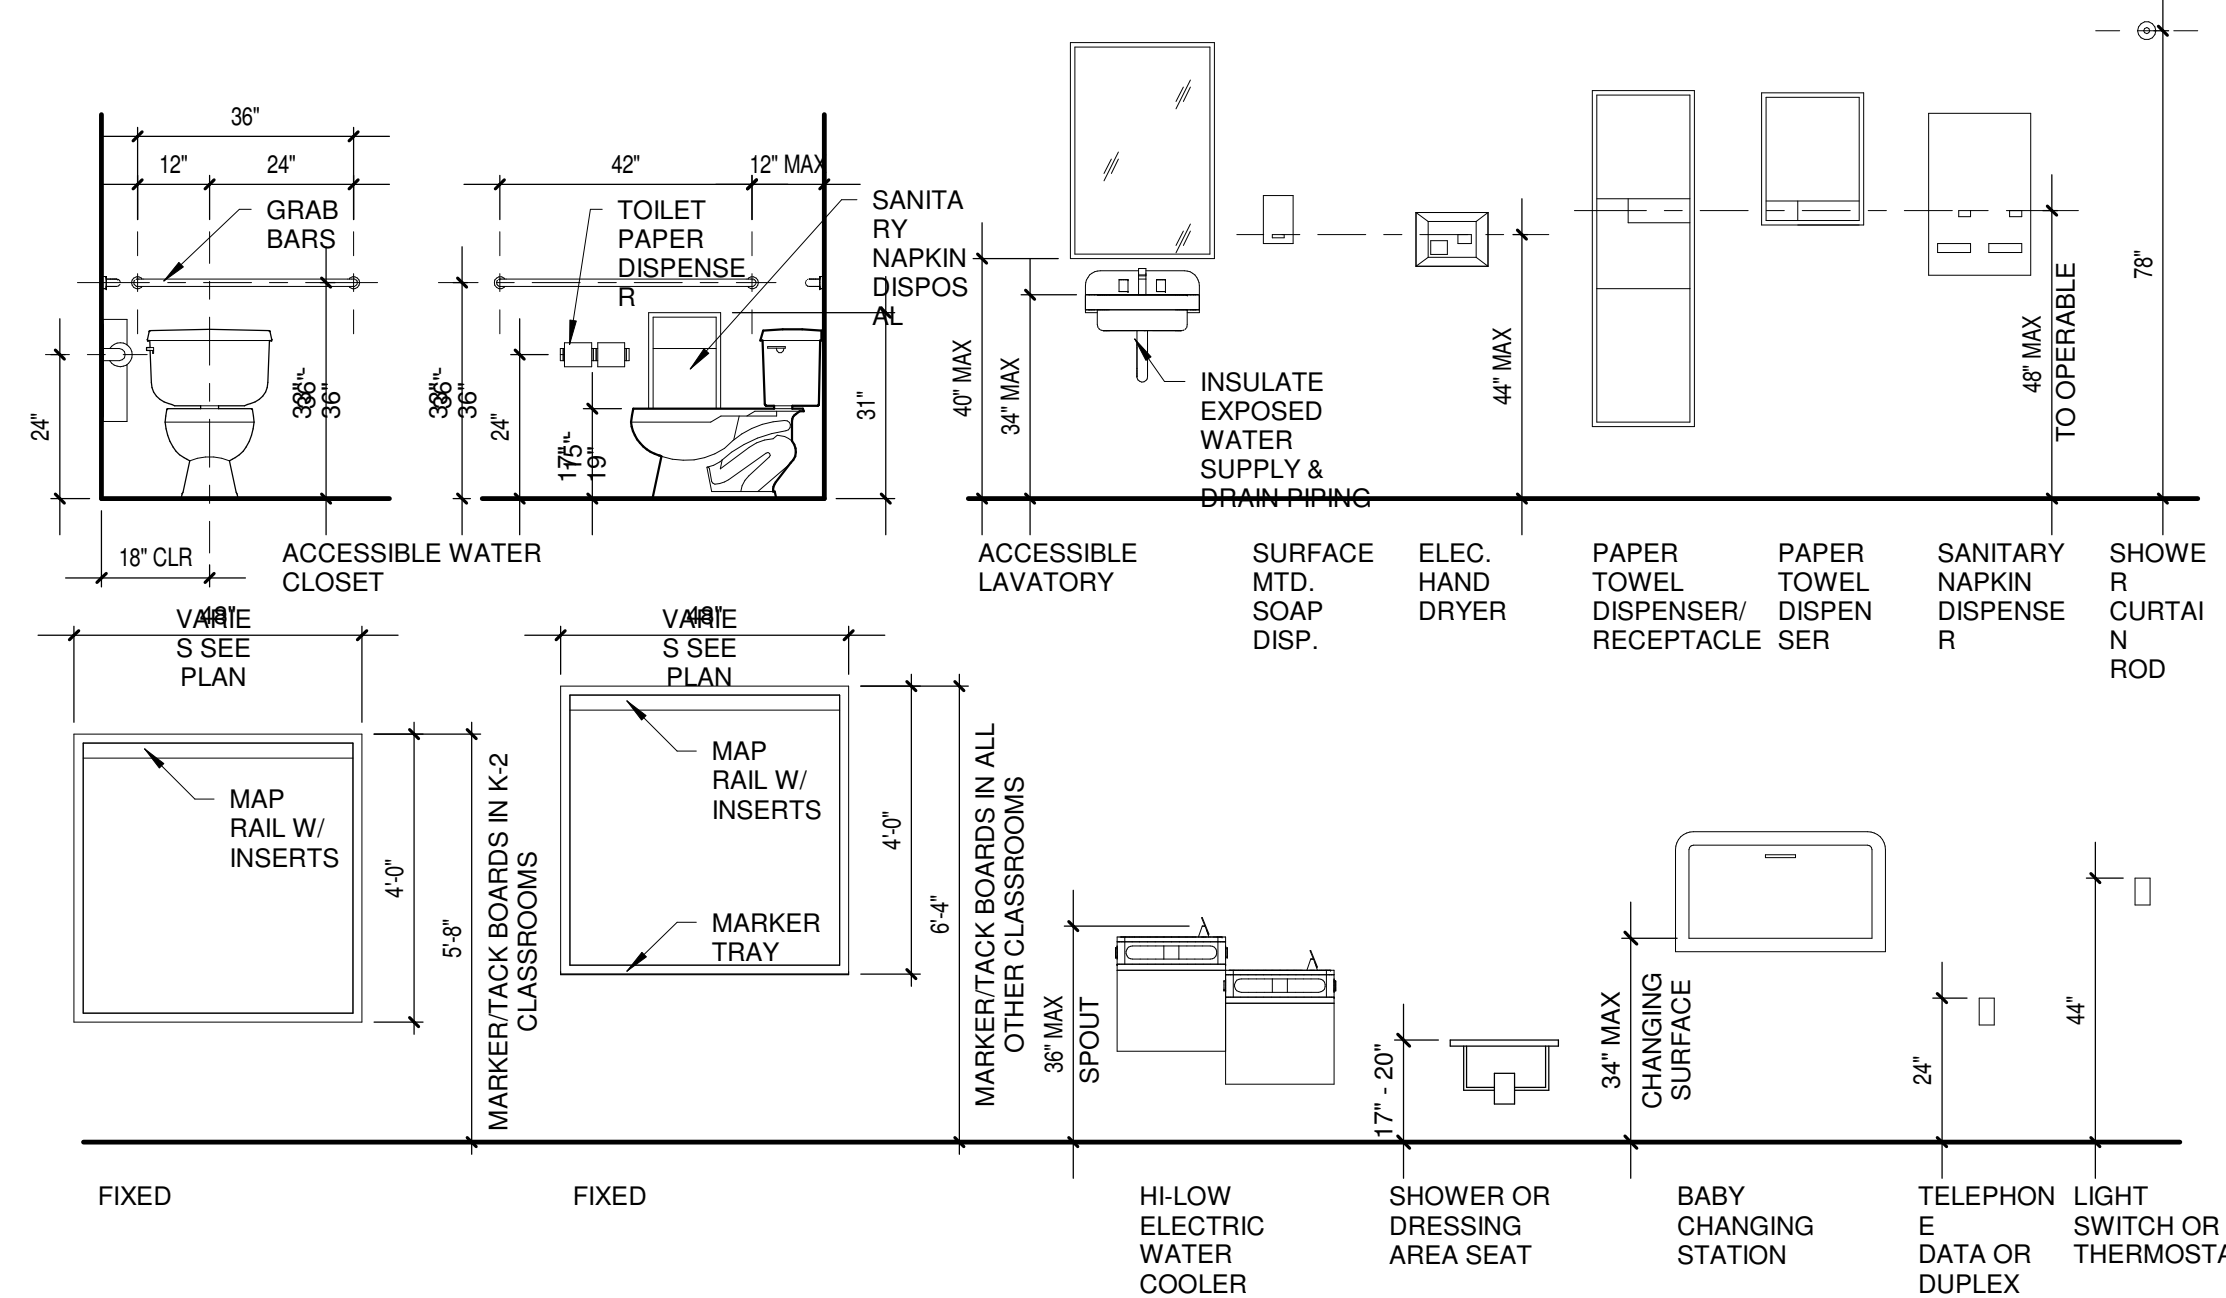 36"
12"
24"
GRAB
BARS
24"
36"
18" CLR
42"
12" MAX
TOILET
PAPER
DISPENSE
R
SANITA
RY
NAPKIN
DISPOS
AL
36"
24"
19"
31"
ACCESSIBLE WATER
CLOSET
40" MAX
34" MAX
INSULATE
EXPOSED
WATER
SUPPLY &
DRAIN PIPING
44" MAX
48" MAX
TO OPERABLE
78"
ACCESSIBLE
LAVATORY
SURFACE
MTD.
SOAP
DISP.
ELEC.
HAND
DRYER
PAPER
TOWEL
DISPENSER/
RECEPTACLE
PAPER
TOWEL
DISPEN
SER
SANITARY
NAPKIN
DISPENSE
R
SHOWE
R
CURTAI
N
ROD
48"
VARIE
S SEE
PLAN
MAP
RAIL W/
INSERTS
4'-0"
5'-8"
MARKER/TACK BOARDS IN K-2
CLASSROOMS
FIXED
48"
VARIE
S SEE
PLAN
MAP
RAIL W/
INSERTS
MARKER
TRAY
4'-0"
6'-4"
MARKER/TACK BOARDS IN ALL
OTHER CLASSROOMS
FIXED
36" MAX
SPOUT
HI-LOW
ELECTRIC
WATER
COOLER
17" - 20"
SHOWER OR
DRESSING
AREA SEAT
34" MAX
CHANGING
SURFACE
BABY
CHANGING
STATION
24"
TELEPHON
E
DATA OR
DUPLEX
44"
LIGHT
SWITCH OR
THERMOSTA